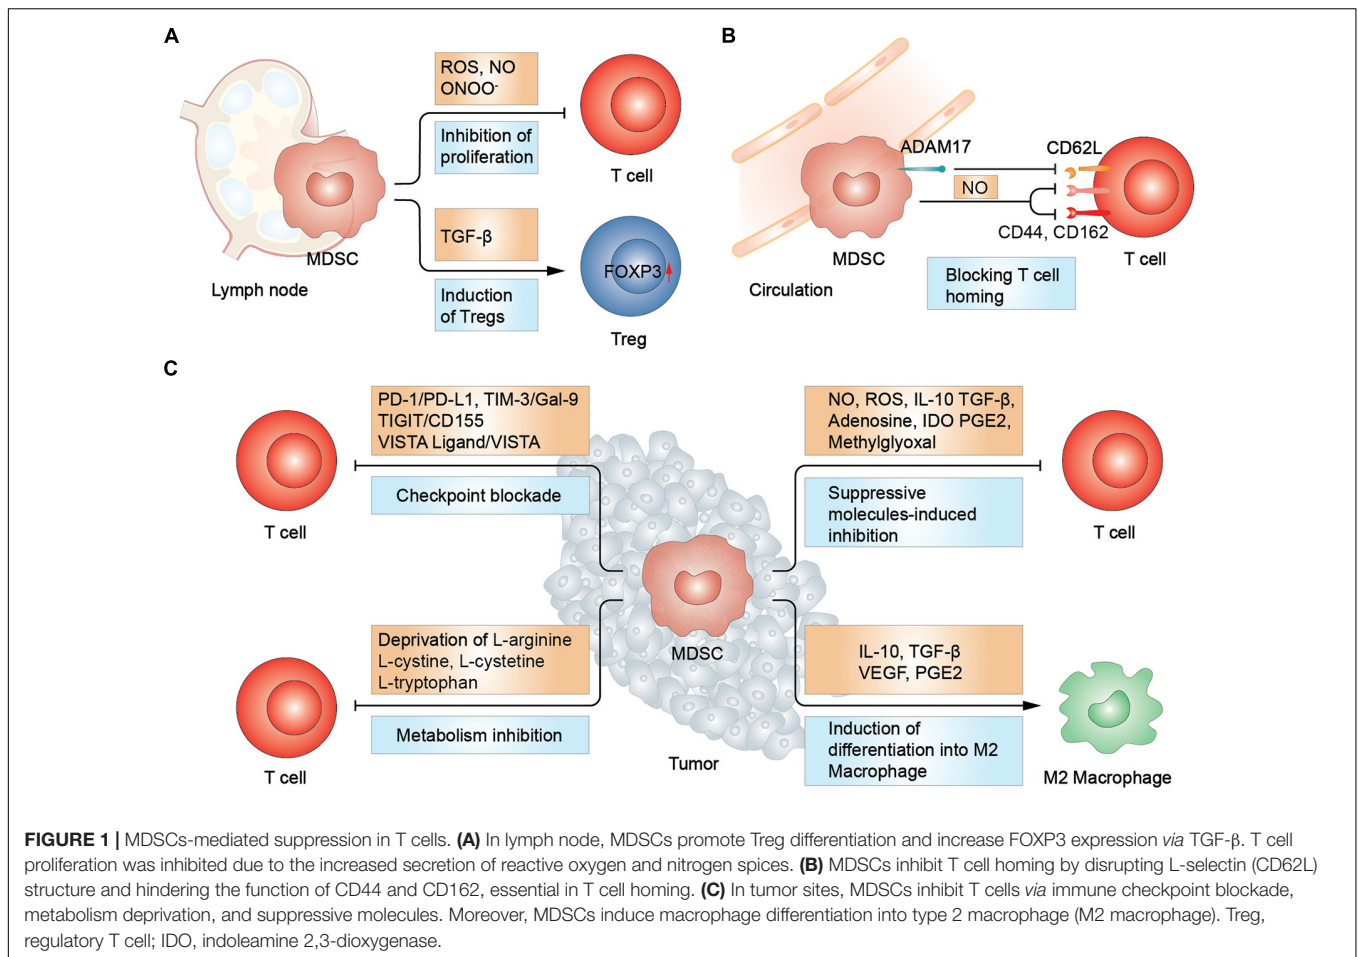 A
ROS, NO
ONOO-
Inhibition of
proliferation
T cell
MDSC
TGF-β
Induction
of Tregs
FOXP3
Treg
Lymph node
B
ADAM17
CD62L
NO
CD44, CD162
MDSC
T cell
Circulation
Blocking T cell
homing
C
PD-1/PD-L1, TIM-3/Gal-9
TIGIT/CD155
VISTA Ligand/VISTA
Checkpoint blockade
T cell
NO, ROS, IL-10 TGF-β,
Adenosine, IDO PGE2,
Methylglyoxal
Suppressive
molecules-induced
inhibition
T cell
Deprivation of L-arginine
L-cystine, L-cystetine
L-tryptophan
Metabolism inhibition
T cell
MDSC
Tumor
IL-10, TGF-β
VEGF, PGE2
Induction of
differentiation into M2
Macrophage
M2 Macrophage
FIGURE 1 | MDSCs-mediated suppression in T cells. (A) In lymph node, MDSCs promote Treg differentiation and increase FOXP3 expression via TGF-β. T cell
proliferation was inhibited due to the increased secretion of reactive oxygen and nitrogen spices. (B) MDSCs inhibit T cell homing by disrupting L-selectin (CD62L)
structure and hindering the function of CD44 and CD162, essential in T cell homing. (C) In tumor sites, MDSCs inhibit T cells via immune checkpoint blockade,
metabolism deprivation, and suppressive molecules. Moreover, MDSCs induce macrophage differentiation into type 2 macrophage (M2 macrophage). Treg,
regulatory T cell; IDO, indoleamine 2,3-dioxygenase.